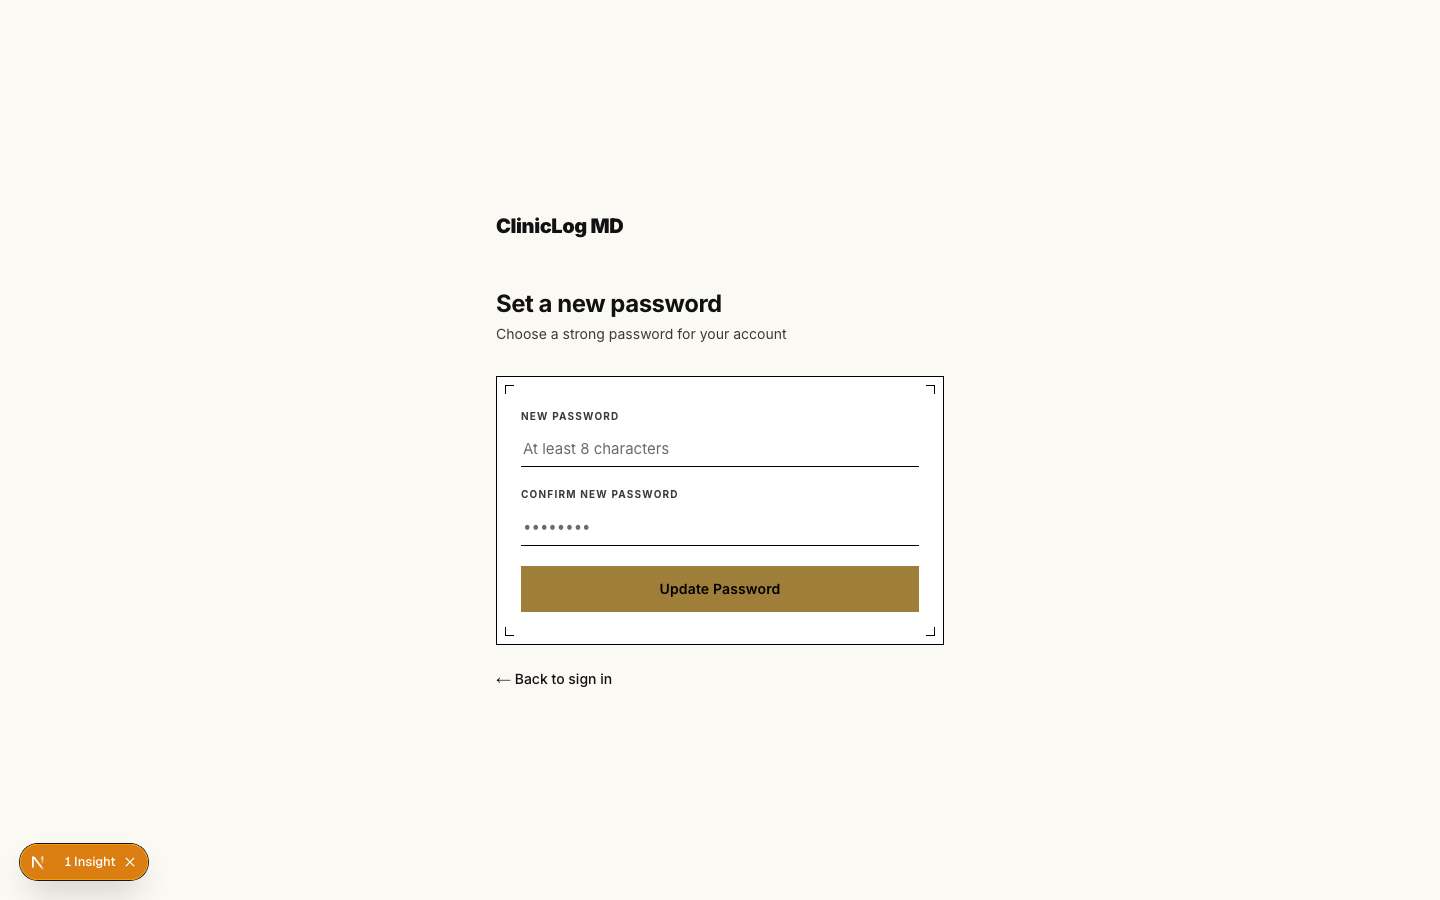 ClinicLog MD
Set a new password
Choose a strong password for your account
NEW PASSWORD
At least 8 characters
CONFIRM NEW PASSWORD
••••••••
Update Password
← Back to sign in
1 Insight